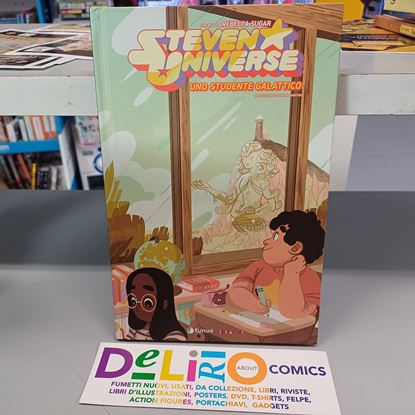 REBECCA SUGAR
STEVEN
UNIVERSE
UNO STUDENTE GALATTICO
tunué
DeLiRiO ABOUT COMICS
FUMETTI NUOVI, USATI, DA COLLEZIONE, LIBRI, RIVISTE,
LIBRI D'ILLUSTRAZIONI, POSTERS, DVD, T-SHIRTS, FELPE,
ACTION FIGURES, PORTACHIAVI, GADGETS